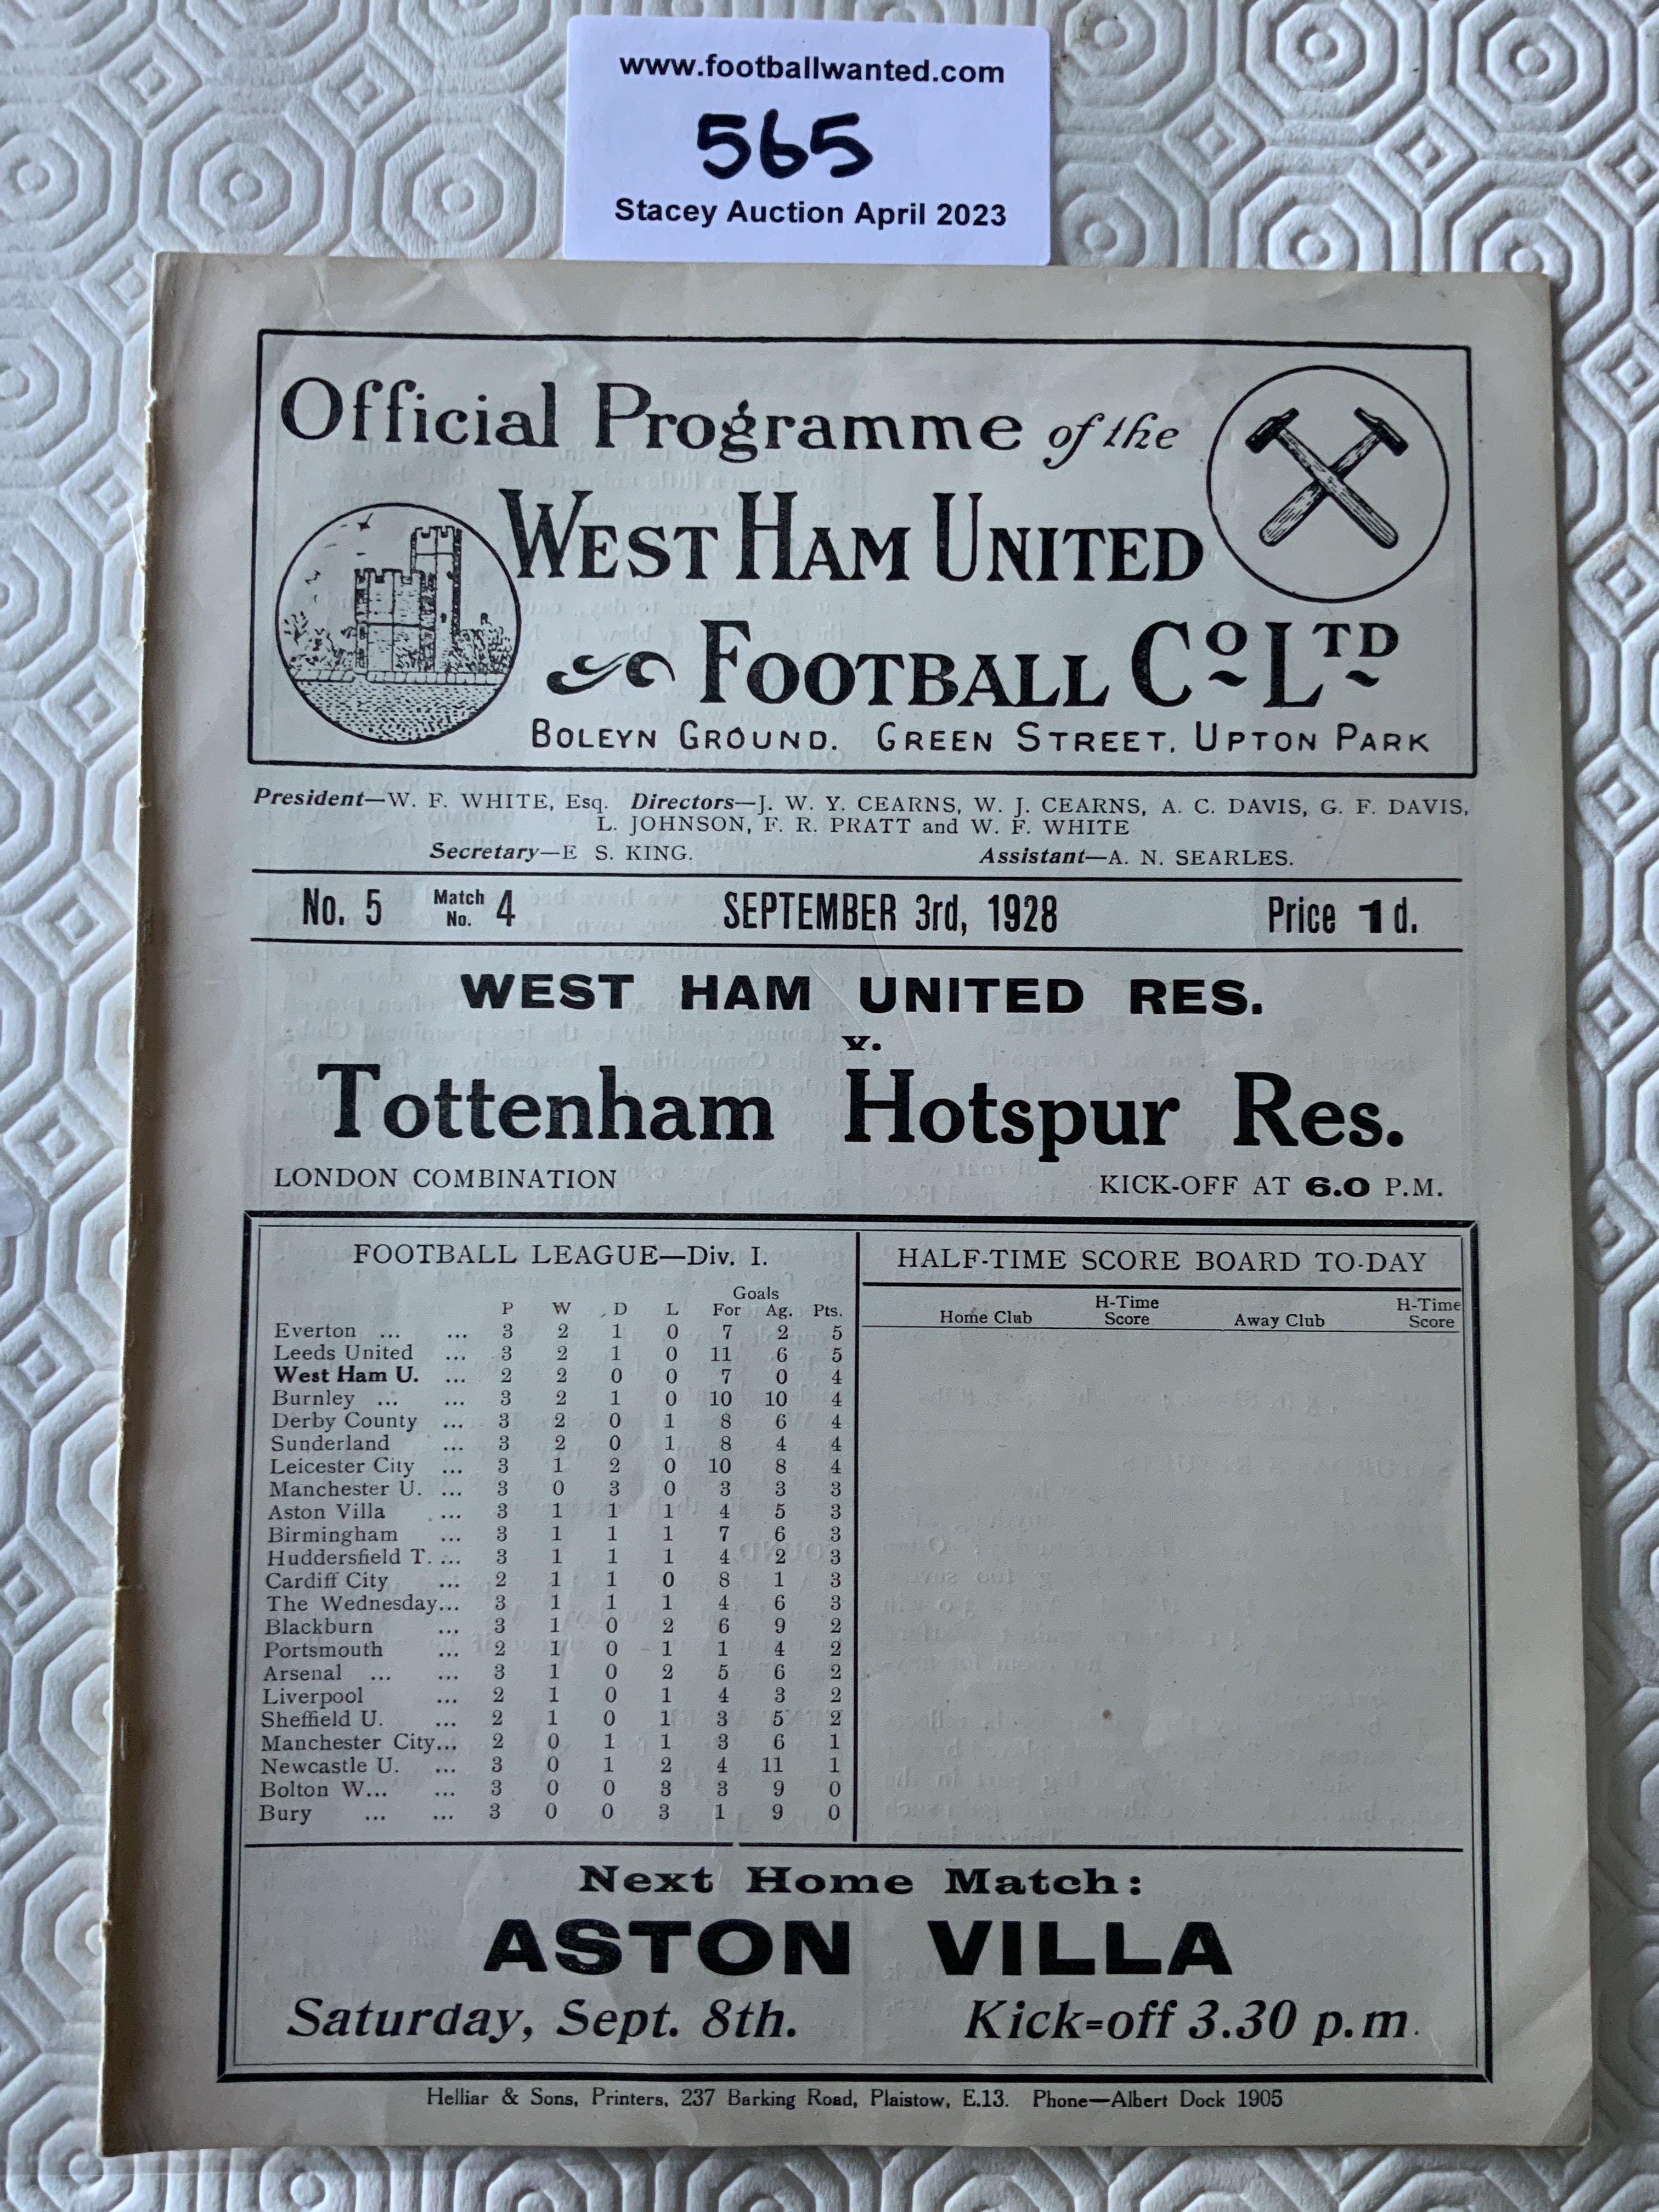 www.footballwanted.com
565
Stacey Auction April 2023
Official Programme of the
WEST HAM UNITED
FOOTBALL CO LTD
BOLEYN GROUND. GREEN STREET, UPTON PARK
President—W. F. WHITE, Esq. Directors—J. W. Y. CEARNS, W. J. CEARNS, A. C. DAVIS, G. F. DAVIS,
L. JOHNSON, F. R. PRATT and W. F. WHITE
Secretary—E S. KING. Assistant—A. N. SEARLES.
No. 5 Match No. 4 SEPTEMBER 3rd, 1928 Price 1d.
WEST HAM UNITED RES.
v.
Tottenham Hotspur Res.
LONDON COMBINATION KICK-OFF AT 6.0 P.M.
FOOTBALL LEAGUE—Div. I.
Goals
P W D L For Ag. Pts.
Everton ... ... 3 2 1 0 7 2 5
Leeds United ... 3 2 1 0 11 6 5
West Ham U. ... 2 2 0 0 7 0 4
Burnley ... ... 3 2 1 0 10 10 4
Derby County ... 3 2 0 1 8 6 4
Sunderland ... 3 2 0 1 8 4 4
Leicester City ... 3 1 2 0 10 8 4
Manchester U. ... 3 0 3 0 3 3 3
Aston Villa ... 3 1 1 1 4 5 3
Birmingham ... 3 1 1 1 7 6 3
Huddersfield T. ... 3 1 1 1 4 2 3
Cardiff City ... 2 1 1 0 8 1 3
The Wednesday... 3 1 1 1 4 6 3
Blackburn ... 3 1 0 2 6 9 2
Portsmouth ... 2 1 0 1 1 4 2
Arsenal ... ... 3 1 0 2 5 6 2
Liverpool ... 2 1 0 1 4 3 2
Sheffield U. ... 2 1 0 1 3 5 2
Manchester City... 2 0 1 1 3 6 1
Newcastle U. ... 3 0 1 2 4 11 1
Bolton W... ... 3 0 0 3 3 9 0
Bury ... ... 3 0 0 3 1 9 0
HALF-TIME SCORE BOARD TO-DAY
Home Club H-Time Score Away Club H-Time Score
Next Home Match:
ASTON VILLA
Saturday, Sept. 8th. Kick=off 3.30 p.m.
Helliar & Sons, Printers, 237 Barking Road, Plaistow, E.13. Phone—Albert Dock 1905